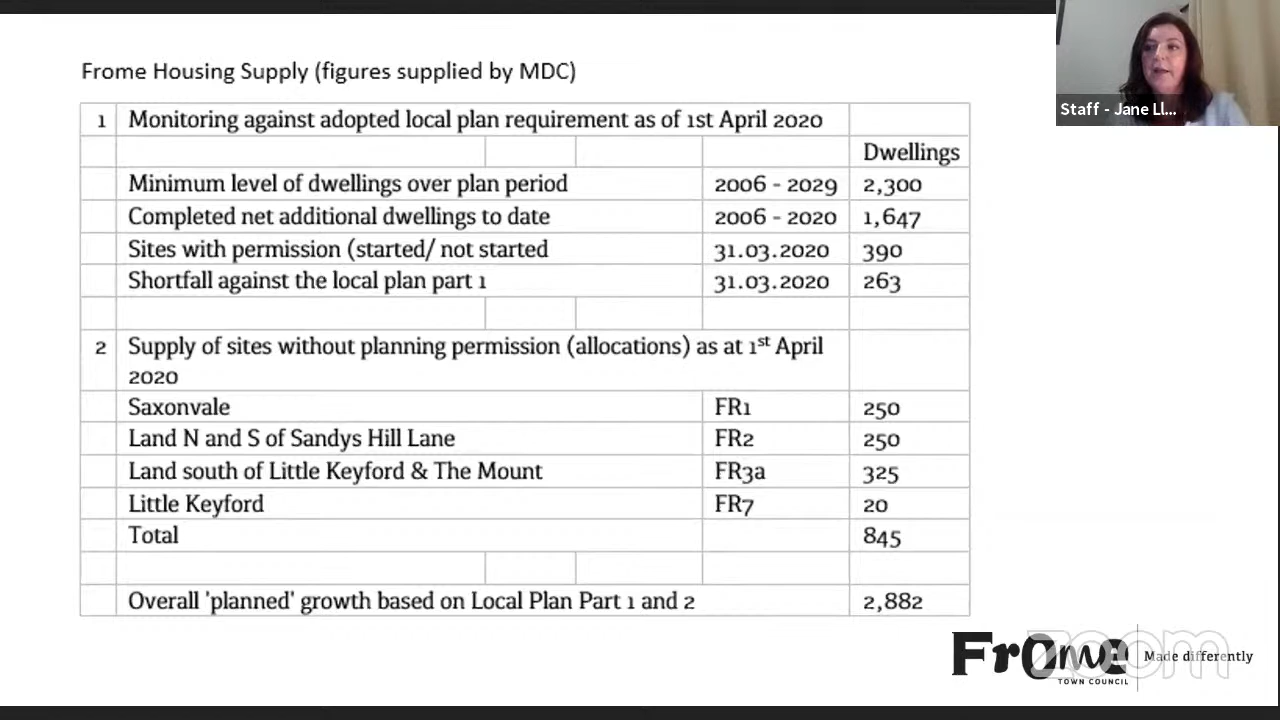 Frome Housing Supply (figures supplied by MDC)
Staff - Jane Ll...
1 Monitoring against adopted local plan requirement as of 1st April 2020
Dwellings
Minimum level of dwellings over plan period 2006 - 2029 2,300
Completed net additional dwellings to date 2006 - 2020 1,647
Sites with permission (started/ not started 31.03.2020 390
Shortfall against the local plan part 1 31.03.2020 263
2 Supply of sites without planning permission (allocations) as at 1st April
2020
Saxonvale FR1 250
Land N and S of Sandys Hill Lane FR2 250
Land south of Little Keyford & The Mount FR3a 325
Little Keyford FR7 20
Total 845
Overall 'planned' growth based on Local Plan Part 1 and 2 2,882
Frome
TOWN COUNCIL
Made differently
zoom